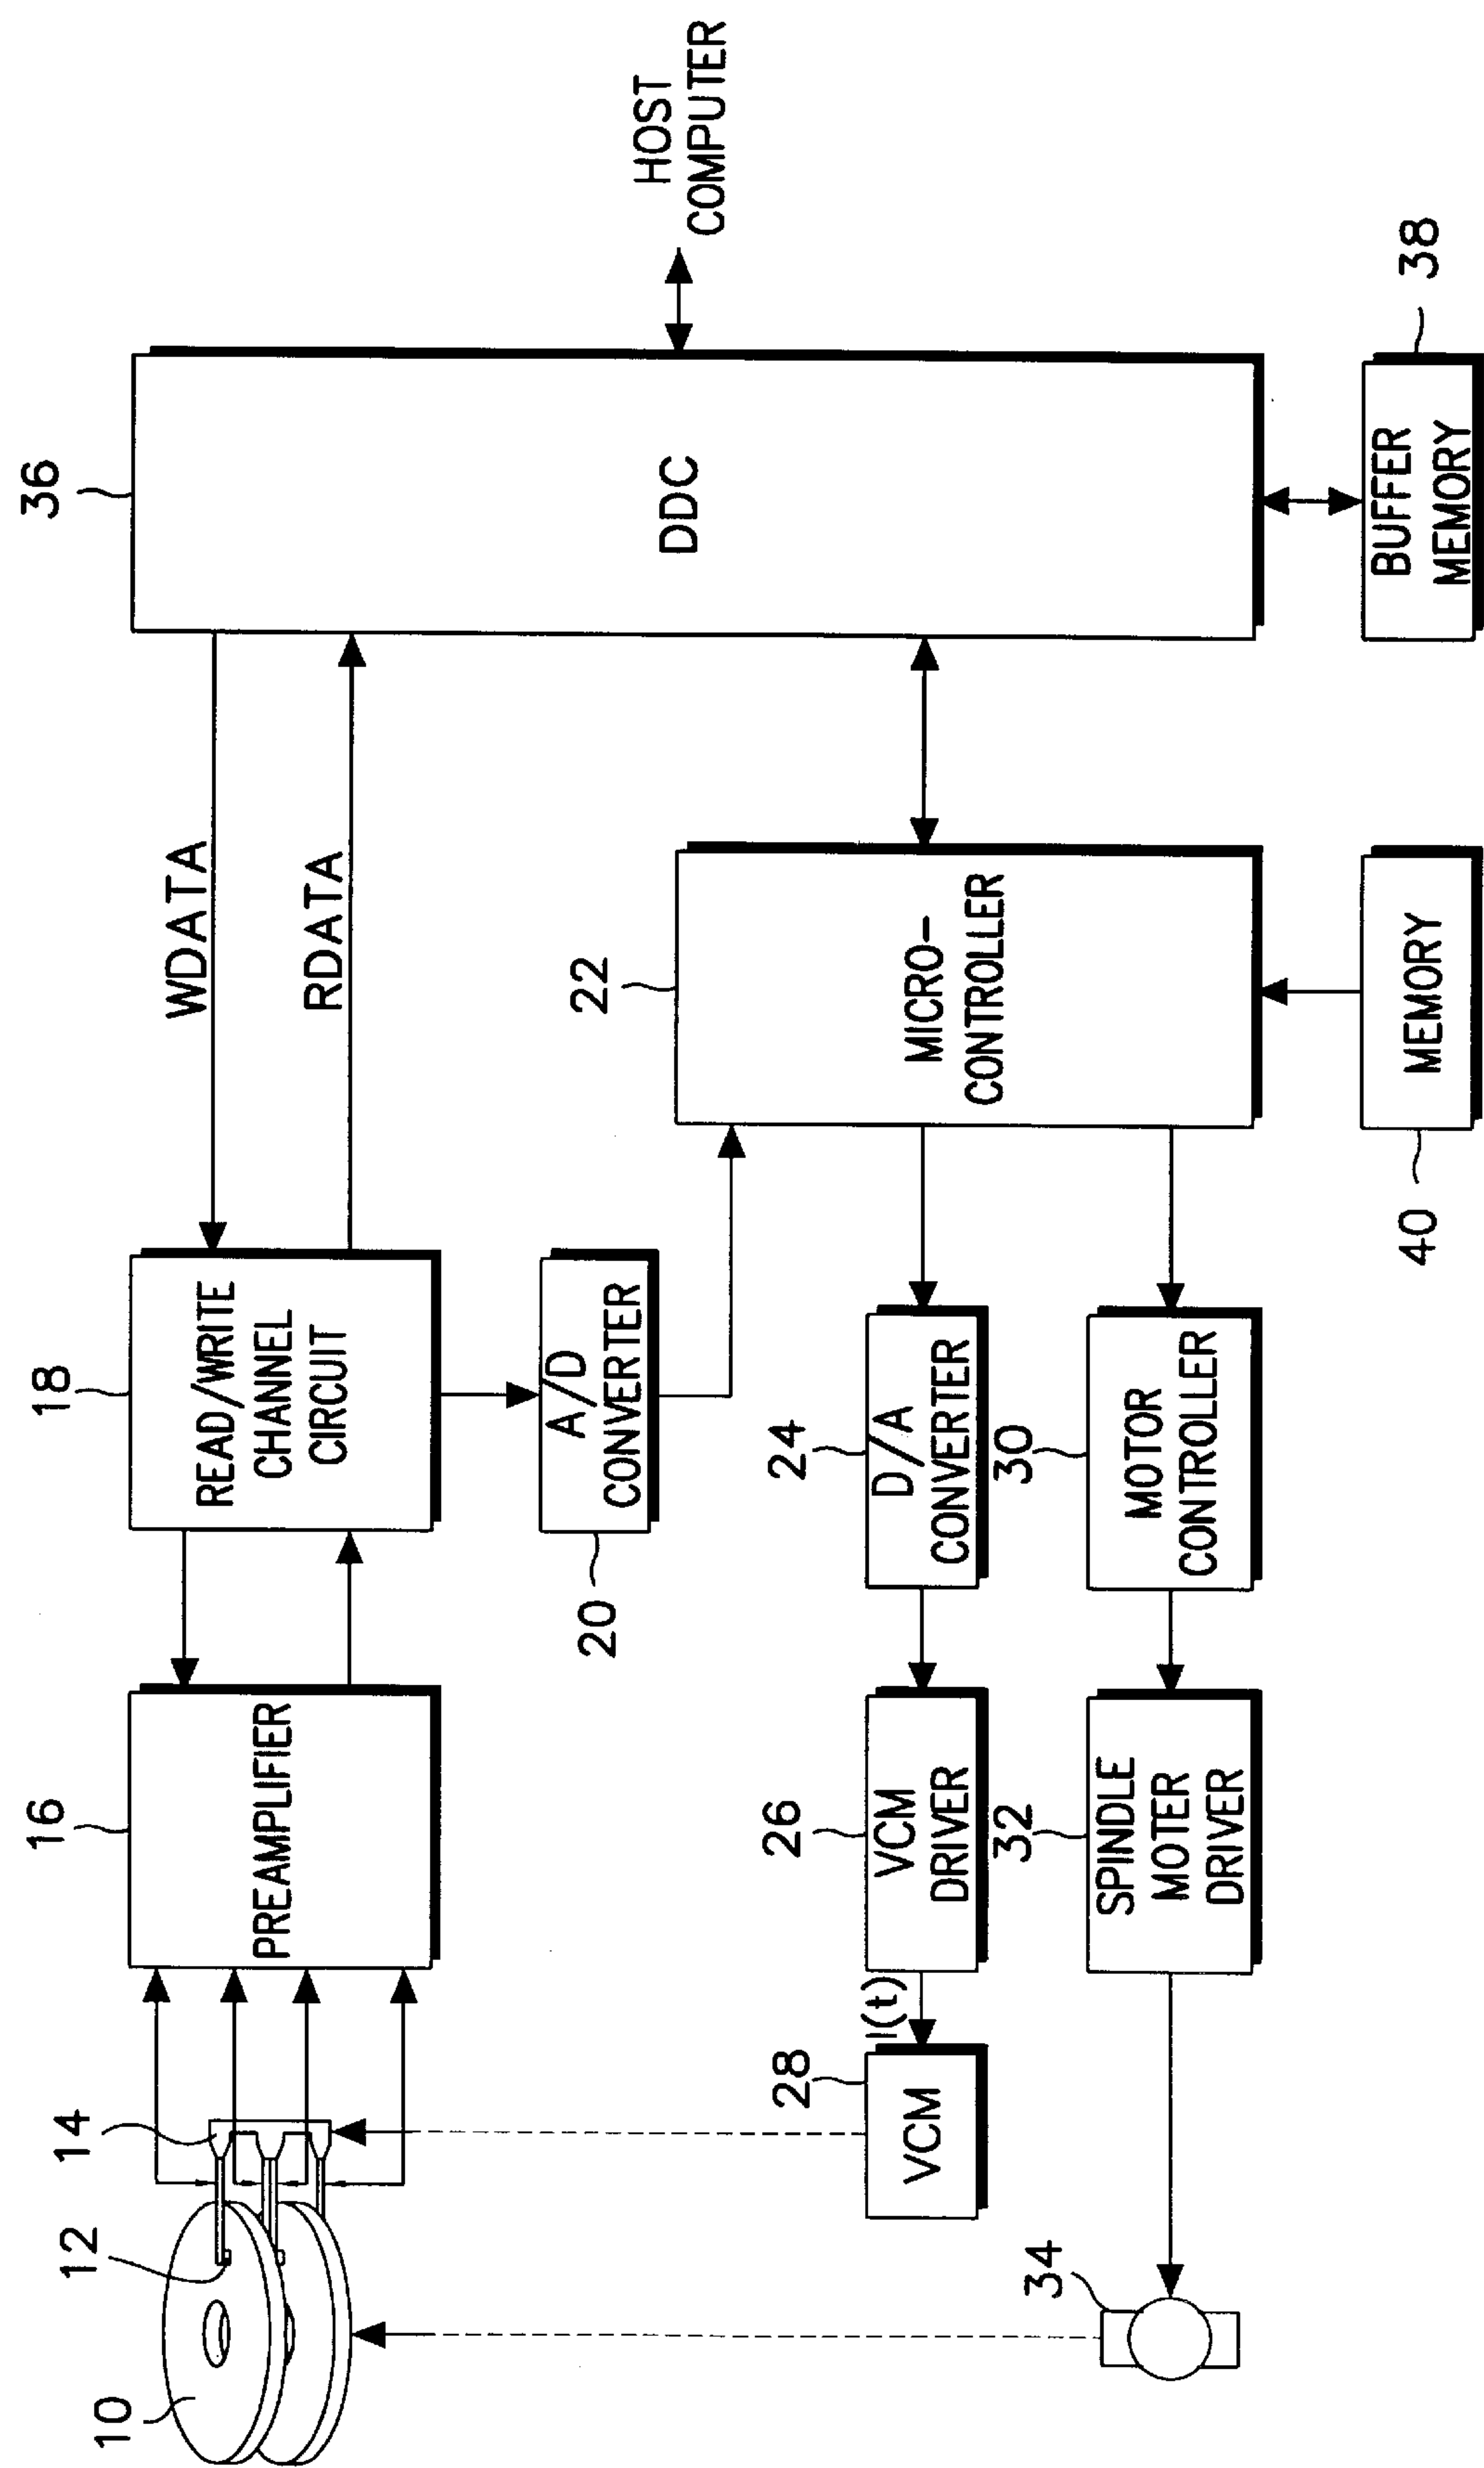 10
12
14
16
PREAMPLIFIER
18
READ/WRITE
CHANNEL
CIRCUIT
WDATA
RDATA
36
DDC
HOST
COMPUTER
20
A/D
CONVERTER
22
MICRO-
CONTROLLER
28
VCM
I(t)
26
VCM
DRIVER
24
D/A
CONVERTER
34
32
SPINDLE
MOTER
DRIVER
30
MOTOR
CONTROLLER
40
MEMORY
BUFFER
MEMORY
38